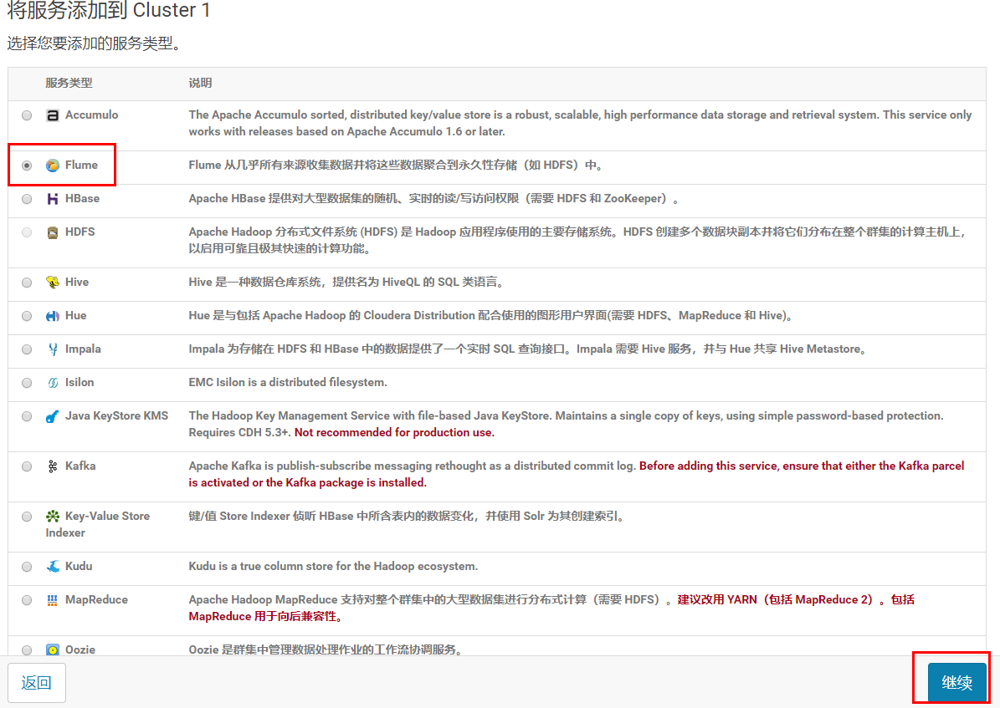 将服务添加到 Cluster 1
选择您要添加的服务类型。
服务类型 说明
Accumulo The Apache Accumulo sorted, distributed key/value store is a robust, scalable, high performance data storage and retrieval system. This service only
works with releases based on Apache Accumulo 1.6 or later.
Flume Flume 从几乎所有来源收集数据并将这些数据聚合到永久性存储（如 HDFS）中。
HBase Apache HBase 提供对大型数据集的随机、实时的读/写访问权限（需要 HDFS 和 ZooKeeper）。
HDFS Apache Hadoop 分布式文件系统 (HDFS) 是 Hadoop 应用程序使用的主要存储系统。HDFS 创建多个数据块副本并将它们分布在整个群集的计算主机上，
以启用可靠且极其快速的计算功能。
Hive Hive 是一种数据仓库系统，提供名为 HiveQL 的 SQL 类语言。
Hue Hue 是与包括 Apache Hadoop 的 Cloudera Distribution 配合使用的图形用户界面(需要 HDFS、MapReduce 和 Hive)。
Impala Impala 为存储在 HDFS 和 HBase 中的数据提供了一个实时 SQL 查询接口。Impala 需要 Hive 服务，并与 Hue 共享 Hive Metastore。
Isilon EMC Isilon is a distributed filesystem.
Java KeyStore KMS The Hadoop Key Management Service with file-based Java KeyStore. Maintains a single copy of keys, using simple password-based protection.
Requires CDH 5.3+. Not recommended for production use.
Kafka Apache Kafka is publish-subscribe messaging rethought as a distributed commit log. Before adding this service, ensure that either the Kafka parcel
is activated or the Kafka package is installed.
Key-Value Store 键/值 Store Indexer 侦听 HBase 中所含表内的数据变化，并使用 Solr 为其创建索引。
Indexer
Kudu Kudu is a true column store for the Hadoop ecosystem.
MapReduce Apache Hadoop MapReduce 支持对整个群集中的大型数据集进行分布式计算（需要 HDFS）。建议改用 YARN（包括 MapReduce 2）。包括
MapReduce 用于向后兼容性。
Oozie Oozie 是群集中管理数据处理作业的工作流协调服务。
返回 继续